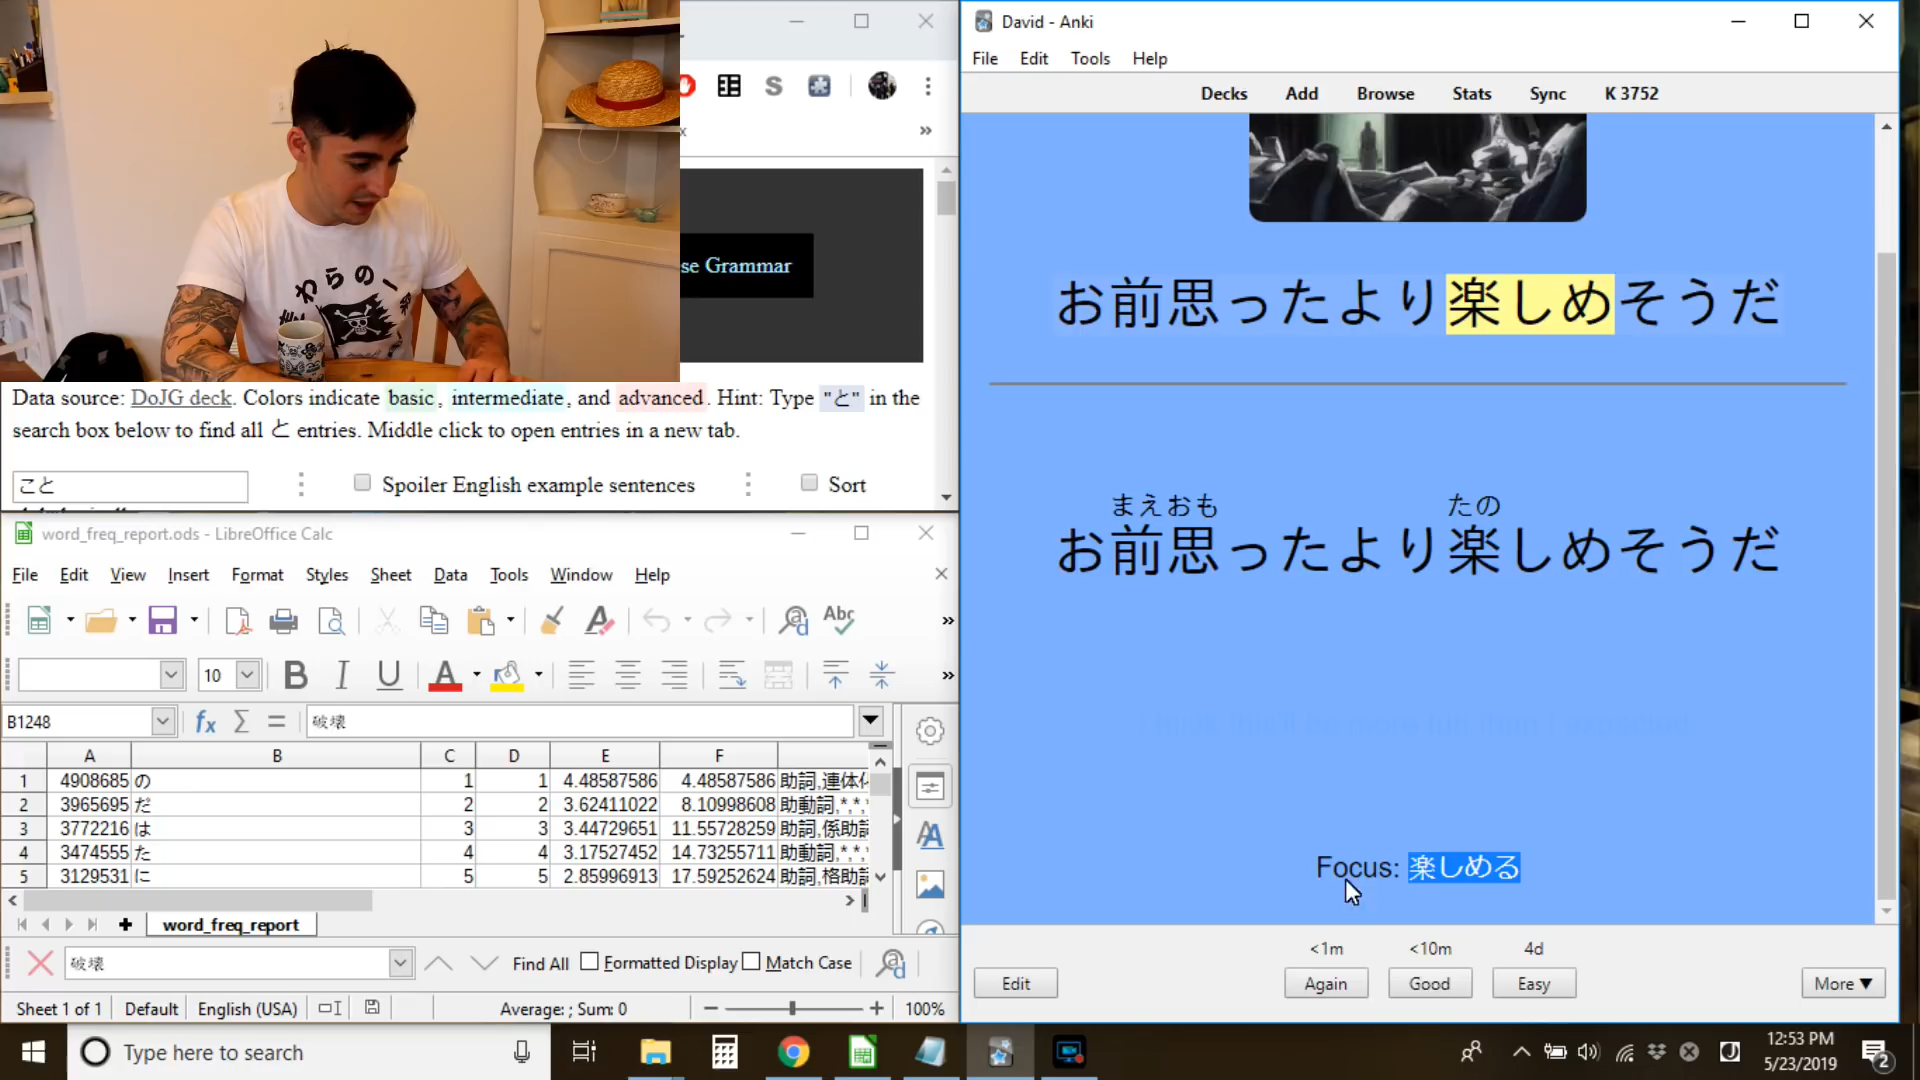 わらの一
se Grammar
Data source: DoJG deck. Colors indicate basic, intermediate, and advanced. Hint: Type "と" in the
search box below to find all と entries. Middle click to open entries in a new tab.
こと
Spoiler English example sentences
Sort
word_freq_report.ods - LibreOffice Calc
File Edit View Insert Format Styles Sheet Data Tools Window Help
10
B1248
破壊
A B C D E F
1 4908685 の 1 1 4.48587586 4.48587586 助詞,連体化
2 3965695 だ 2 2 3.62411022 8.10998608 助動詞,*,*,
3 3772216 は 3 3 3.44729651 11.55728259 助詞,係助詞
4 3474555 た 4 4 3.17527452 14.73255711 助動詞,*,*,
5 3129531 に 5 5 2.85996913 17.59252624 助詞,格助詞
word_freq_report
破壊
Find All Formatted Display Match Case
Sheet 1 of 1 Default English (USA) Average: ; Sum: 0 100%
David - Anki
File Edit Tools Help
Decks Add Browse Stats Sync K 3752
お前思ったより楽しめそうだ
まえおも たの
お前思ったより楽しめそうだ
Focus: 楽しめる
<1m <10m 4d
Edit Again Good Easy More
Type here to search
12:53 PM
5/23/2019
2